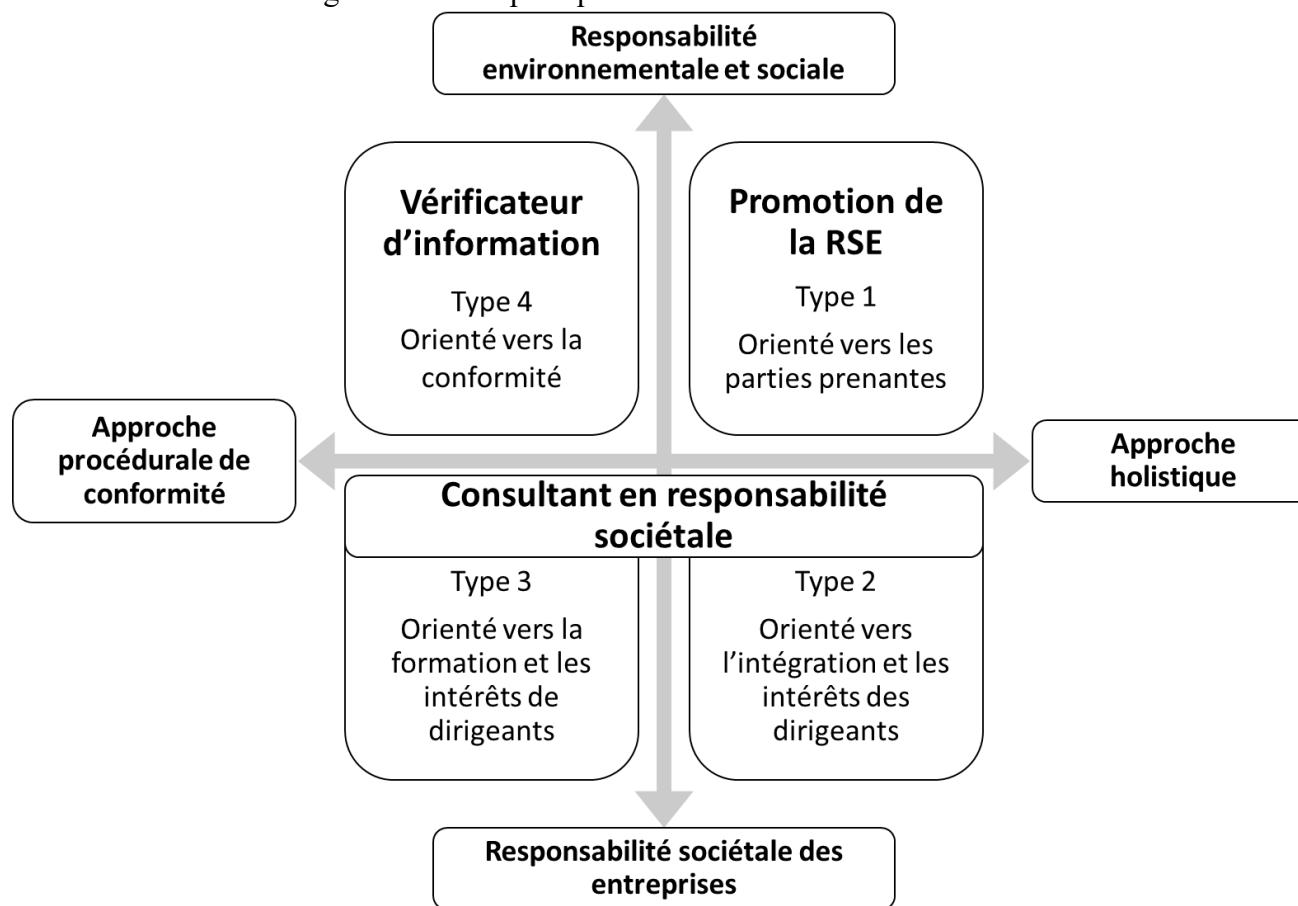 Responsabilité
environnementale et sociale
Vérificateur
d’information
Type 4
Orienté vers la
conformité
Promotion de
la RSE
Type 1
Orienté vers les
parties prenantes
Approche
procédurale de
conformité
Approche
holistique
Consultant en responsabilité
sociétale
Type 3
Orienté vers la
formation et les
intérêts de
dirigeants
Type 2
Orienté vers
l’intégration et les
intérêts des
dirigeants
Responsabilité sociétale des
entreprises